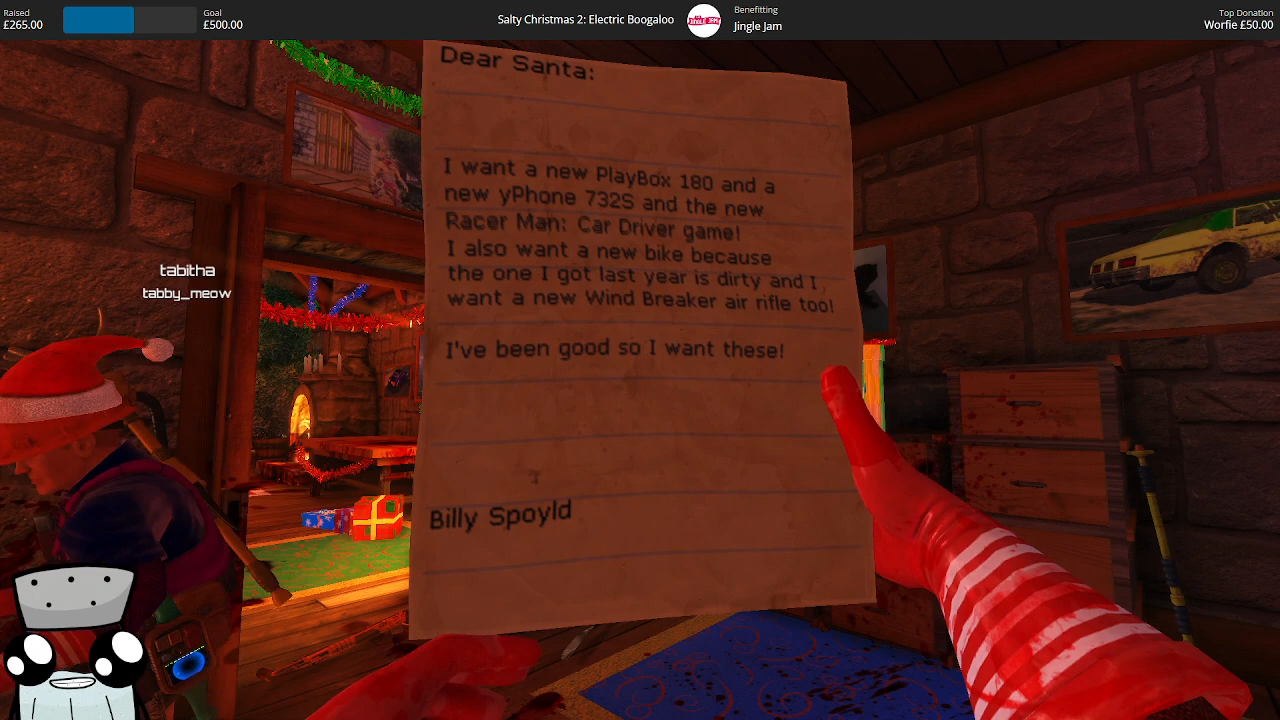 Raised
£265.00
Goal
£500.00
Salty Christmas 2: Electric Boogaloo
JINGLE JAM
Benefitting
Jingle Jam
Top Donation
Worfie £50.00
Dear Santa:
I want a new PlayBox 180 and a
new yPhone 732S and the new
Racer Man: Car Driver game!
I also want a new bike because
the one I got last year is dirty and I
want a new Wind Breaker air rifle too!
I've been good so I want these!
Billy Spoyld
tabitha
tabby_meow